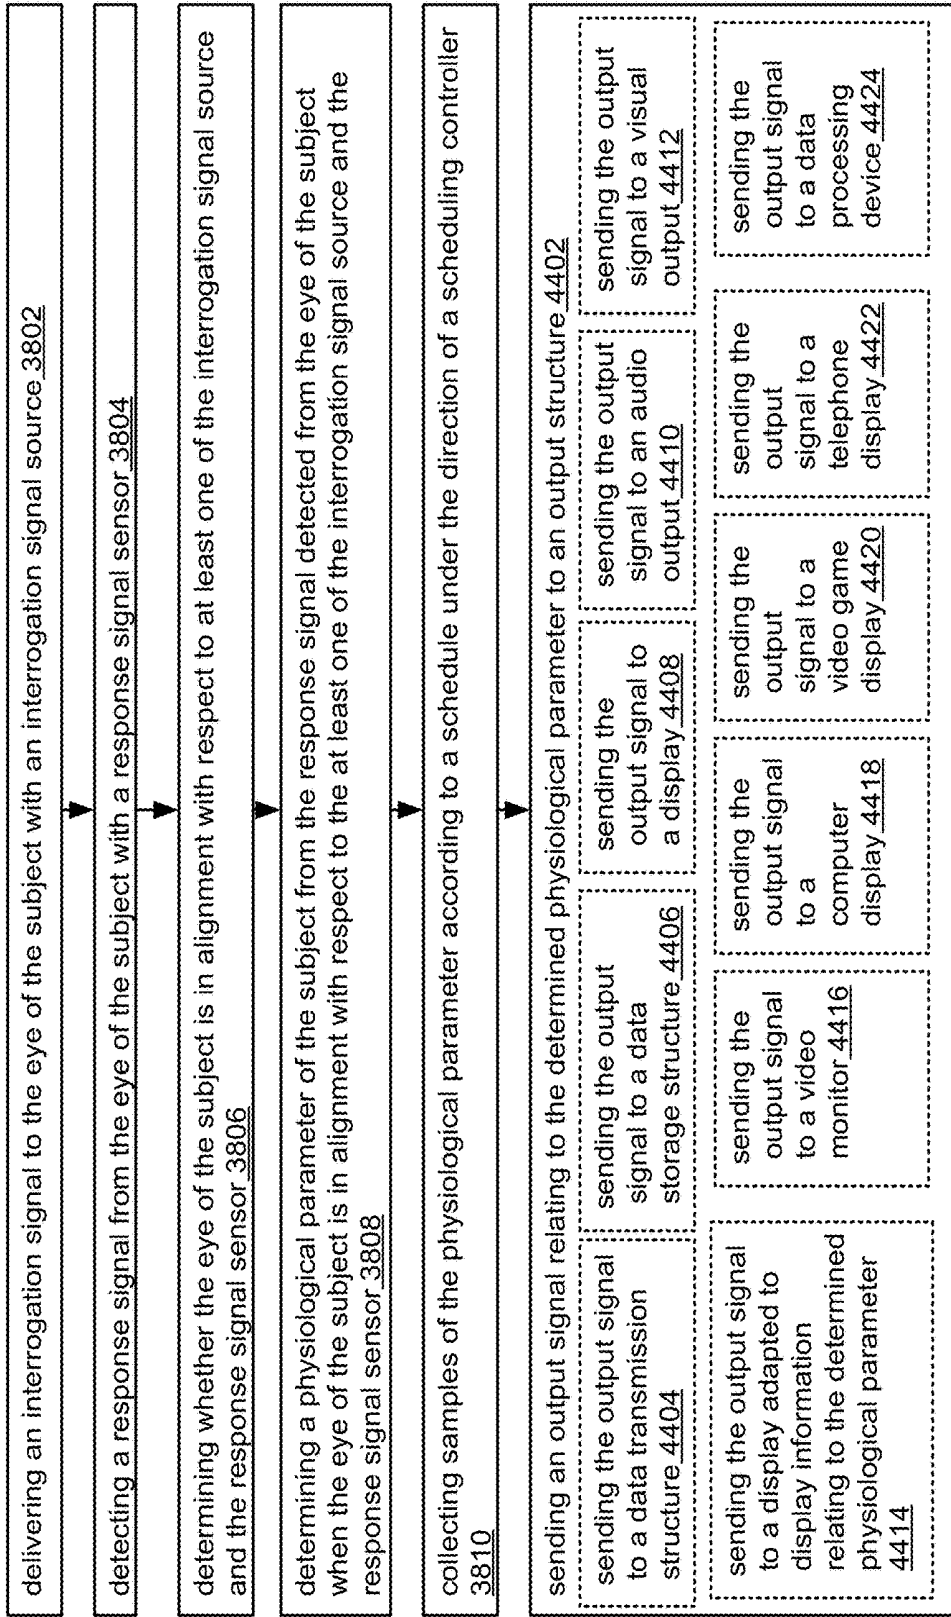 delivering an interrogation signal to the eye of the subject with an interrogation signal source 3802
detecting a response signal from the eye of the subject with a response signal sensor 3804
determining whether the eye of the subject is in alignment with respect to at least one of the interrogation signal source
and the response signal sensor 3806
determining a physiological parameter of the subject from the response signal detected from the eye of the subject
when the eye of the subject is in alignment with respect to the at least one of the interrogation signal source and the
response signal sensor 3808
collecting samples of the physiological parameter according to a schedule under the direction of a scheduling controller
3810
sending an output signal relating to the determined physiological parameter to an output structure 4402
sending the output signal
to a data transmission
structure 4404
sending the output
signal to a data
storage structure 4406
sending the
output signal to
a display 4408
sending the output
signal to an audio
output 4410
sending the output
signal to a visual
output 4412
sending the output signal
to a display adapted to
display information
relating to the determined
physiological parameter
4414
sending the
output signal
to a video
monitor 4416
sending the
output signal
to a
computer
display 4418
sending the
output
signal to a
video game
display 4420
sending the
output
signal to a
telephone
display 4422
sending the
output signal
to a data
processing
device 4424